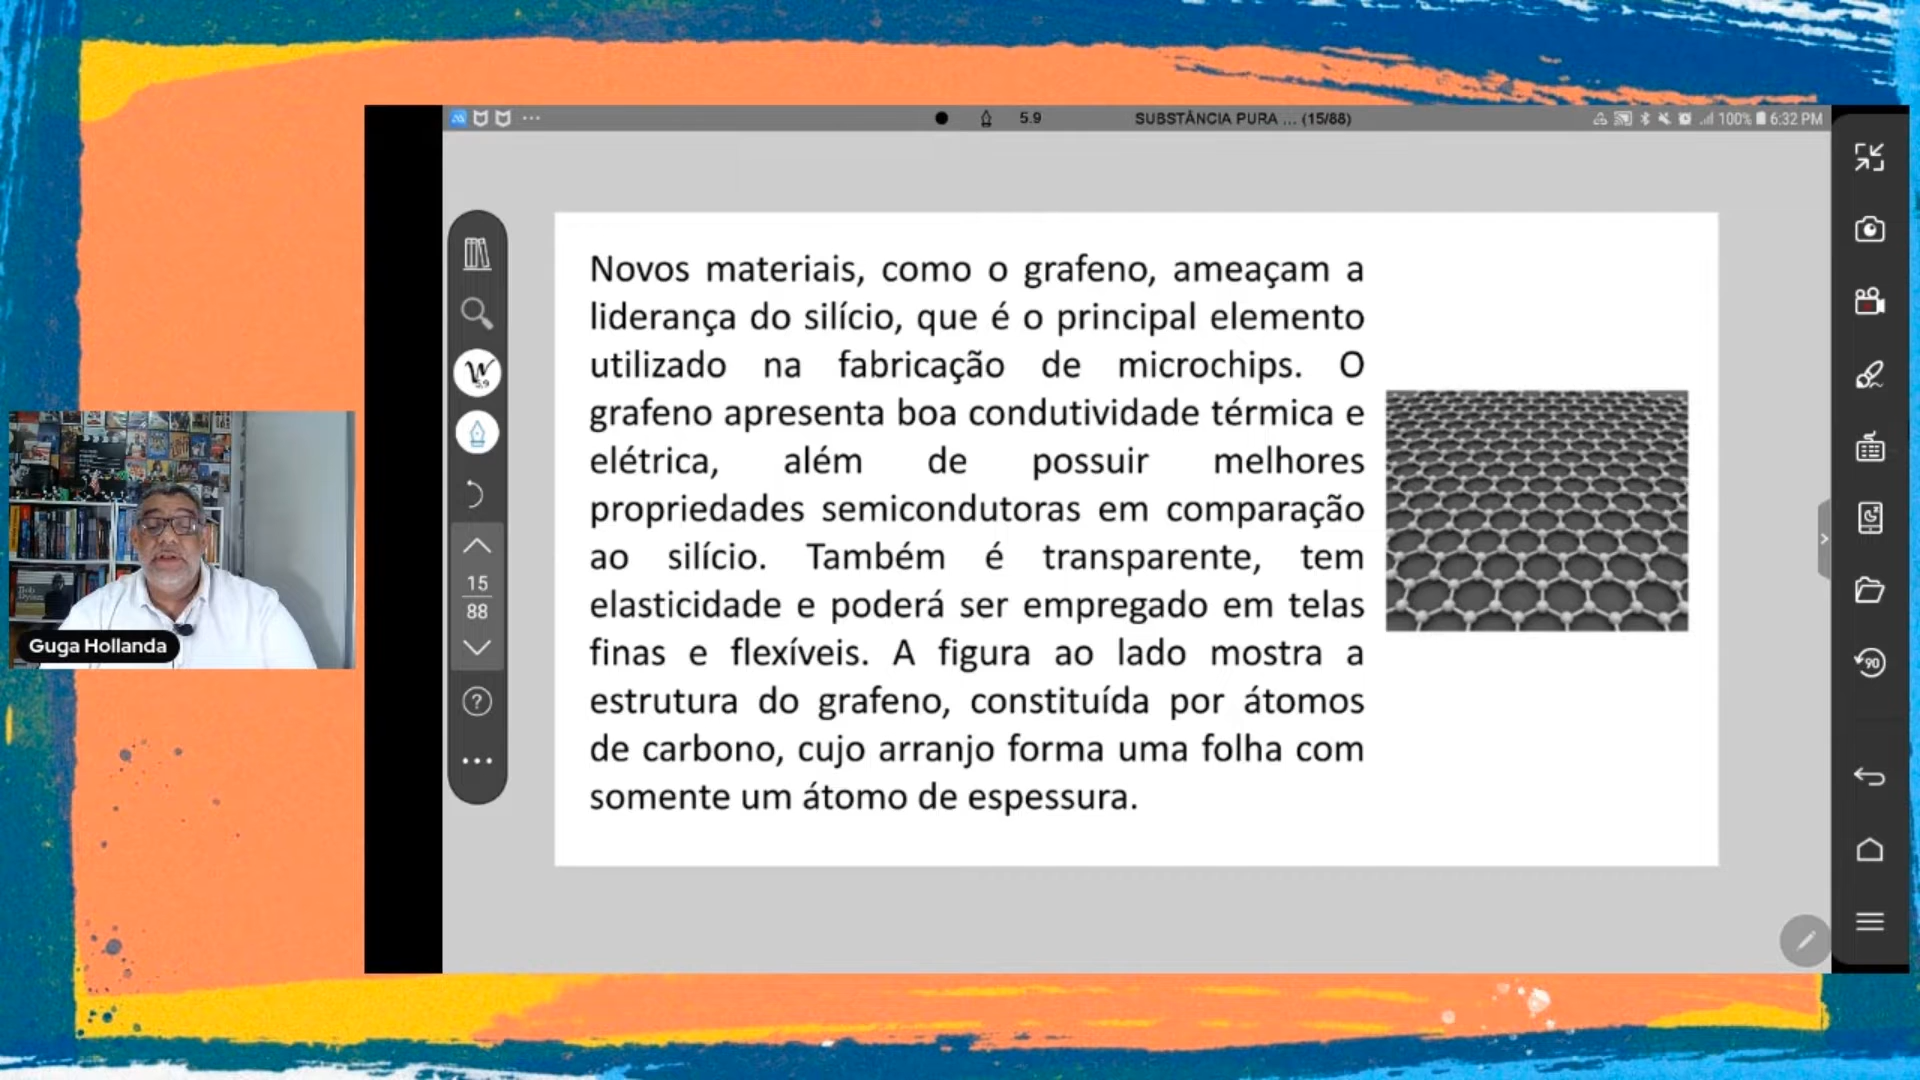 5.9 SUBSTÂNCIA PURA ... (15/88) 100% 6:32 PM
Novos materiais, como o grafeno, ameaçam a
liderança do silício, que é o principal elemento
utilizado na fabricação de microchips. O
grafeno apresenta boa condutividade térmica e
elétrica, além de possuir melhores
propriedades semicondutoras em comparação
ao silício. Também é transparente, tem
elasticidade e poderá ser empregado em telas
finas e flexíveis. A figura ao lado mostra a
estrutura do grafeno, constituída por átomos
de carbono, cujo arranjo forma uma folha com
somente um átomo de espessura.
W
5.9
15
88
?
90
Guga Hollanda